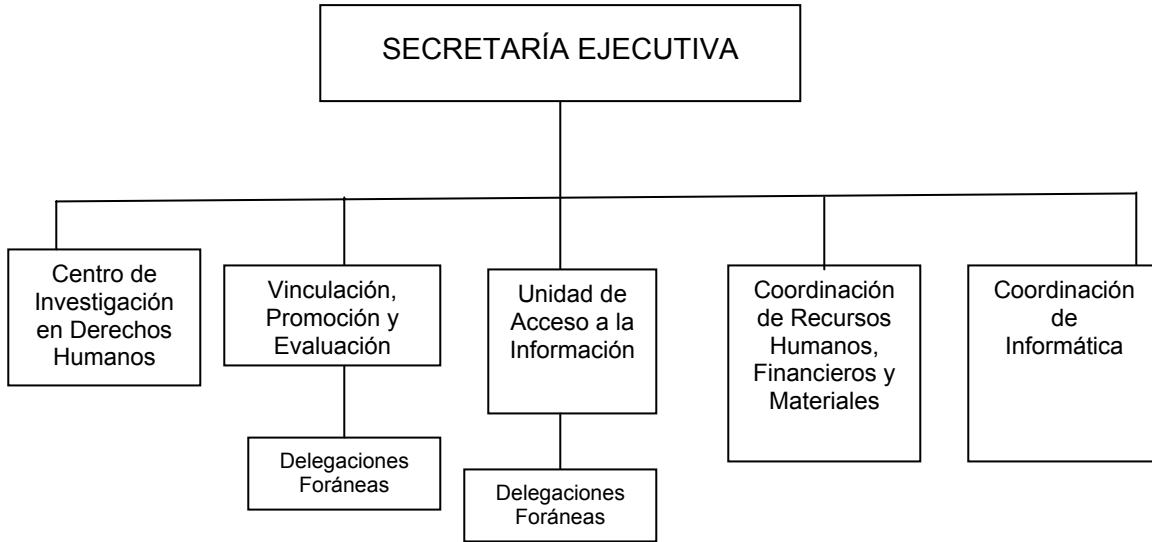 SECRETARÍA EJECUTIVA
Centro de
Investigación
en Derechos
Humanos
Vinculación,
Promoción y
Evaluación
Unidad de
Acceso a la
Información
Coordinación
de Recursos
Humanos,
Financieros y
Materiales
Coordinación
de
Informática
Delegaciones
Foráneas
Delegaciones
Foráneas